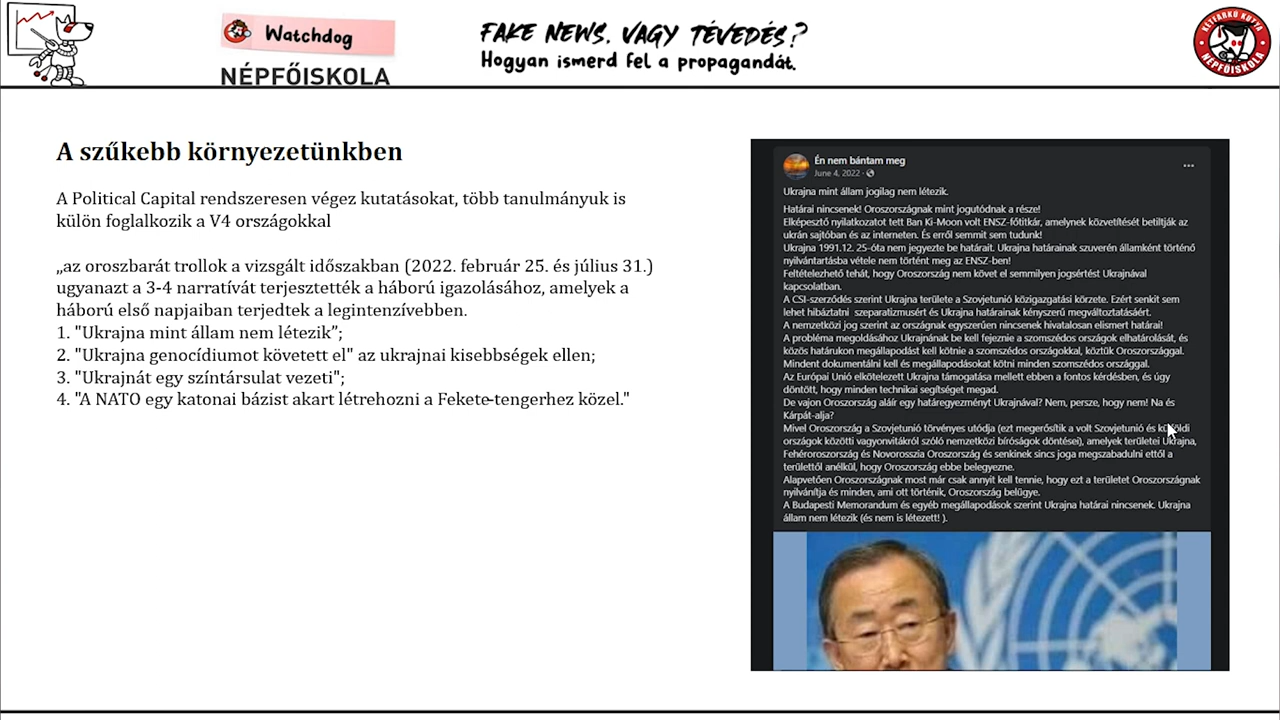 Watchdog
NÉPFŐISKOLA
FAKE NEWS, VAGY TÉVEDÉS?
Hogyan ismerd fel a propagandát.
KÉTFARKÚ KUTYA
NÉPFŐISKOLA
A szűkebb környezetünkben
A Political Capital rendszeresen végez kutatásokat, több tanulmányuk is
külön foglalkozik a V4 országokkal
„az oroszbarát trollok a vizsgált időszakban (2022. február 25. és július 31.)
ugyanazt a 3-4 narratívát terjesztették a háború igazolásához, amelyek a
háború első napjaiban terjedtek a legintenzívebben.
1. "Ukrajna mint állam nem létezik”;
2. "Ukrajna genocídiumot követett el" az ukrajnai kisebbségek ellen;
3. "Ukrajnát egy színtársulat vezeti";
4. "A NATO egy katonai bázist akart létrehozni a Fekete-tengerhez közel."
Én nem bántam meg
June 4, 2022 ·
Ukrajna mint állam jogilag nem létezik.
Határai nincsenek! Oroszországnak mint jogutódnak a része!
Elképesztő nyilatkozatot tett Ban Ki-Moon volt ENSZ-főtitkár, amelynek közvetítését betiltják az
ukrán sajtóban és az interneten. És erről semmit sem tudunk!
Ukrajna 1991.12. 25-óta nem jegyezte be határait. Ukrajna határainak szuverén államként történő
nyilvántartásba vétele nem történt meg az ENSZ-ben!
Feltételezhető tehát, hogy Oroszország nem követ el semmilyen jogsértést Ukrajnával
kapcsolatban.
A CSI-szerződés szerint Ukrajna területe a Szovjetunió közigazgatási körzete. Ezért senkit sem
lehet hibáztatni szeparatizmusért és Ukrajna határainak kényszerű megváltoztatásáért.
A nemzetközi jog szerint az országnak egyszerűen nincsenek hivatalosan elismert határai!
A probléma megoldásához Ukrajnának be kell fejeznie a szomszédos országok elhatárolását, és
közös határukon megállapodást kell kötnie a szomszédos országokkal, köztük Oroszországgal.
Mindent dokumentálni kell és megállapodásokat kötni minden szomszédos országgal.
Az Európai Unió elkötelezett Ukrajna támogatása mellett ebben a fontos kérdésben, és úgy
döntött, hogy minden technikai segítséget megad.
De vajon Oroszország aláír egy határegyezményt Ukrajnával? Nem, persze, hogy nem! Na és
Kárpát-alja?
Mivel Oroszország a Szovjetunió törvényes utódja (ezt megerősítik a volt Szovjetunió és külföldi
országok közötti vagyonvitákról szóló nemzetközi bíróságok döntései), amelyek területei Ukrajna,
Fehéroroszország és Novorosszia Oroszország és senkinek sincs joga megszabadulni ettől a
területtől anélkül, hogy Oroszország ebbe belegyezne.
Alapvetően Oroszországnak most már csak annyit kell tennie, hogy ezt a területet Oroszországnak
nyilvánítja és minden, ami ott történik, Oroszország belügye.
A Budapesti Memorandum és egyéb megállapodások szerint Ukrajna határai nincsenek. Ukrajna
állam nem létezik (és nem is létezett! ).